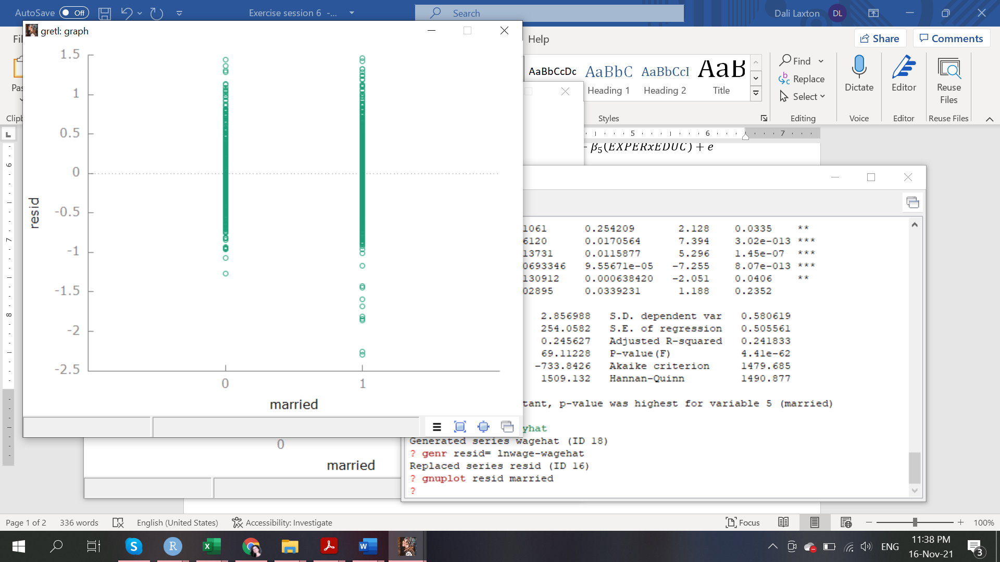 AutoSave Off
Exercise session 6 -...
Search
Dali Laxton DL
gretl: graph
Help
Share
Comments
AaBbCcDc
AaBbC
AaBbCcI
AaB
Heading 1
Heading 2
Title
Styles
Find
Replace
Select
Editing
Dictate
Voice
Editor
Editor
Reuse Files
Reuse Files
5 6 7
6
7
8
β5(EXPERxEDUC) + e
1.5
1
0.5
0
-0.5
-1
-1.5
-2
-2.5
resid
0 1
married
0
married
1061 0.254209 2.128 0.0335 **
6120 0.0170564 7.394 3.02e-013 ***
13731 0.0115877 5.296 1.45e-07 ***
0693346 9.55671e-05 -7.255 8.07e-013 ***
130912 0.000638420 -2.051 0.0406 **
02895 0.0339231 1.188 0.2352
2.856988 S.D. dependent var 0.580619
254.0582 S.E. of regression 0.505561
0.245627 Adjusted R-squared 0.241833
69.11228 P-value(F) 4.41e-62
-733.8426 Akaike criterion 1479.685
1509.132 Hannan-Quinn 1490.877
tant, p-value was highest for variable 5 (married)
yhat
Generated series wagehat (ID 18)
? genr resid= lnwage-wagehat
Replaced series resid (ID 16)
? gnuplot resid married
?
Page 1 of 2 336 words English (United States) Accessibility: Investigate Focus 100%
ENG
11:38 PM
16-Nov-21
3